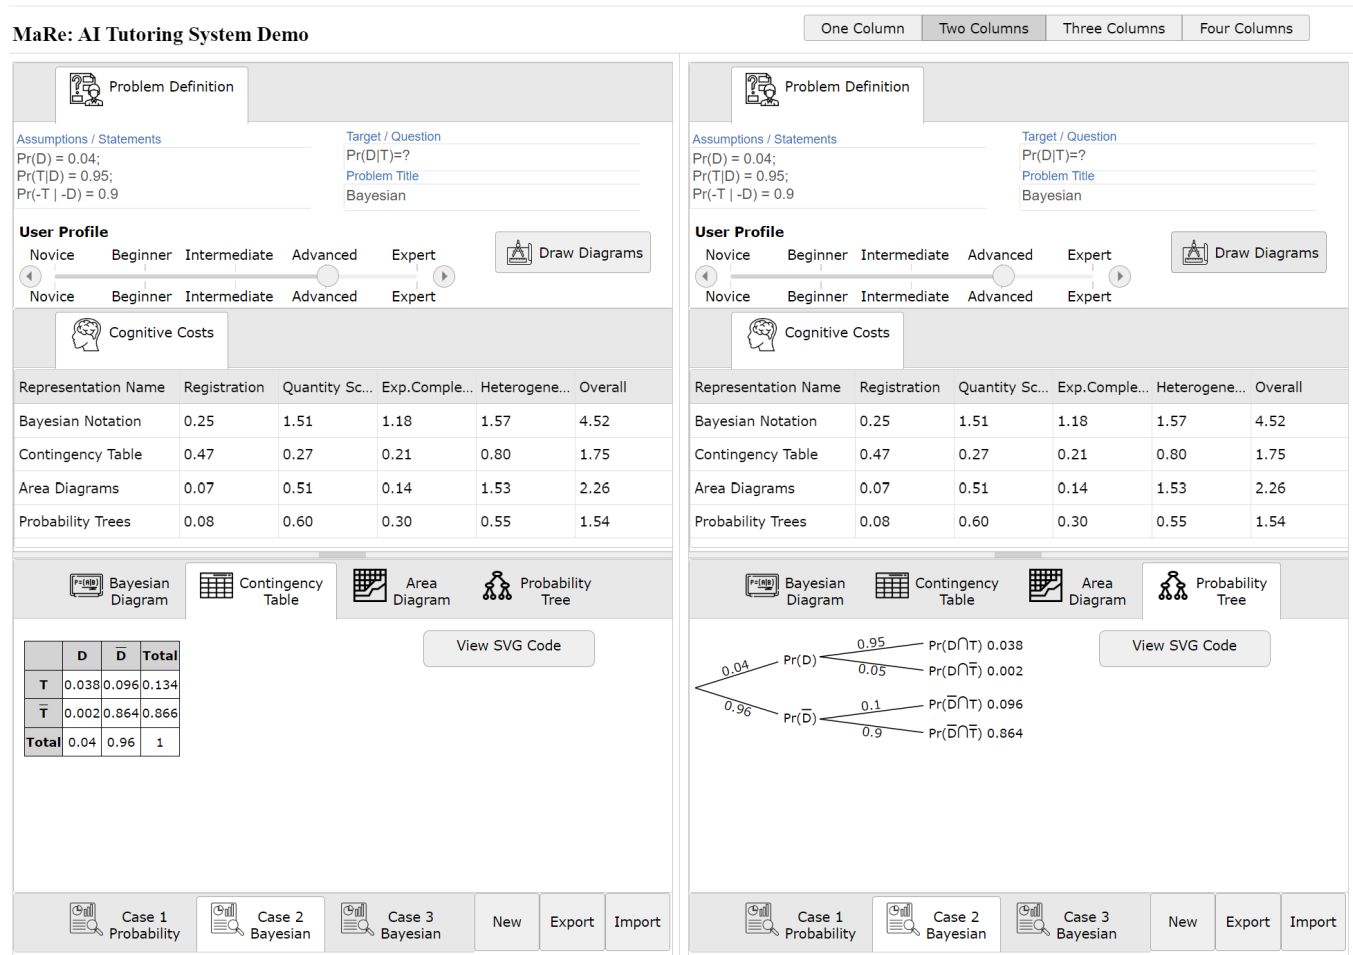 MaRe: AI Tutoring System Demo
One Column Two Columns Three Columns Four Columns
Problem Definition
Assumptions / Statements
Pr(D) = 0.04;
Pr(T|D) = 0.95;
Pr(-T | -D) = 0.9
Target / Question
Pr(D|T)=?
Problem Title
Bayesian
User Profile
Novice Beginner Intermediate Advanced Expert
Novice Beginner Intermediate Advanced Expert
Draw Diagrams
Cognitive Costs
Representation Name Registration Quantity Sc... Exp.Comple... Heterogene... Overall
Bayesian Notation 0.25 1.51 1.18 1.57 4.52
Contingency Table 0.47 0.27 0.21 0.80 1.75
Area Diagrams 0.07 0.51 0.14 1.53 2.26
Probability Trees 0.08 0.60 0.30 0.55 1.54
Bayesian
Diagram
Contingency
Table
Area
Diagram
Probability
Tree
View SVG Code
D D̅ Total
T 0.038 0.096 0.134
T̅ 0.002 0.864 0.866
Total 0.04 0.96 1
Case 1
Probability
Case 2
Bayesian
Case 3
Bayesian
New Export Import
Problem Definition
Assumptions / Statements
Pr(D) = 0.04;
Pr(T|D) = 0.95;
Pr(-T | -D) = 0.9
Target / Question
Pr(D|T)=?
Problem Title
Bayesian
User Profile
Novice Beginner Intermediate Advanced Expert
Novice Beginner Intermediate Advanced Expert
Draw Diagrams
Cognitive Costs
Representation Name Registration Quantity Sc... Exp.Comple... Heterogene... Overall
Bayesian Notation 0.25 1.51 1.18 1.57 4.52
Contingency Table 0.47 0.27 0.21 0.80 1.75
Area Diagrams 0.07 0.51 0.14 1.53 2.26
Probability Trees 0.08 0.60 0.30 0.55 1.54
Bayesian
Diagram
Contingency
Table
Area
Diagram
Probability
Tree
View SVG Code
0.04 Pr(D)
0.95 Pr(D⋂T) 0.038
0.05 Pr(D⋂T̅) 0.002
0.96 Pr(D̅)
0.1 Pr(D̅⋂T) 0.096
0.9 Pr(D̅⋂T̅) 0.864
Case 1
Probability
Case 2
Bayesian
Case 3
Bayesian
New Export Import